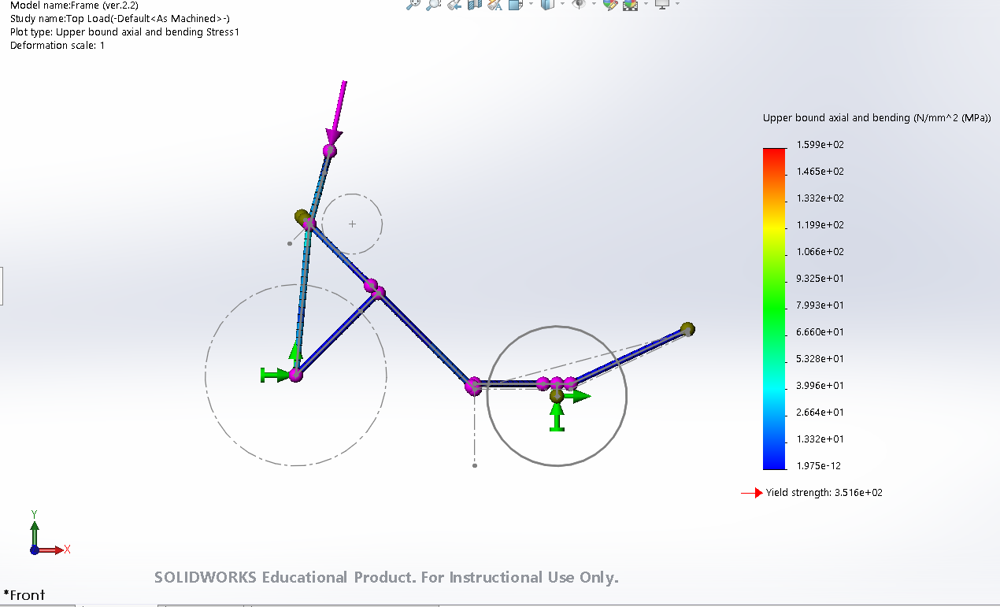 Model name:Frame (ver.2.2)
Study name:Top Load(-Default<As Machined>-)
Plot type: Upper bound axial and bending Stress1
Deformation scale: 1
Upper bound axial and bending (N/mm^2 (MPa))
1.599e+02
1.465e+02
1.332e+02
1.199e+02
1.066e+02
9.325e+01
7.993e+01
6.660e+01
5.328e+01
3.996e+01
2.664e+01
1.332e+01
1.975e-12
Yield strength: 3.516e+02
Y
X
SOLIDWORKS Educational Product. For Instructional Use Only.
*Front